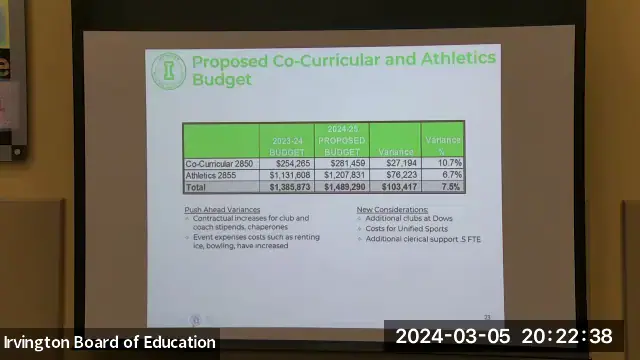 Proposed Co-Curricular and Athletics
Budget
2023-24 BUDGET 2024-25 PROPOSED BUDGET Variance Variance %
Co-Curricular 2850 $254,265 $281,459 $27,194 10.7%
Athletics 2855 $1,131,608 $1,207,831 $76,223 6.7%
Total $1,385,873 $1,489,290 $103,417 7.5%
Push Ahead Variances
Contractual increases for club and
coach stipends, chaperones
Event expenses costs such as renting
ice, bowling, have increased
New Considerations:
Additional clubs at Dows
Costs for Unified Sports
Additional clerical support .5 FTE
Irvington Board of Education
2024-03-05 20:22:38